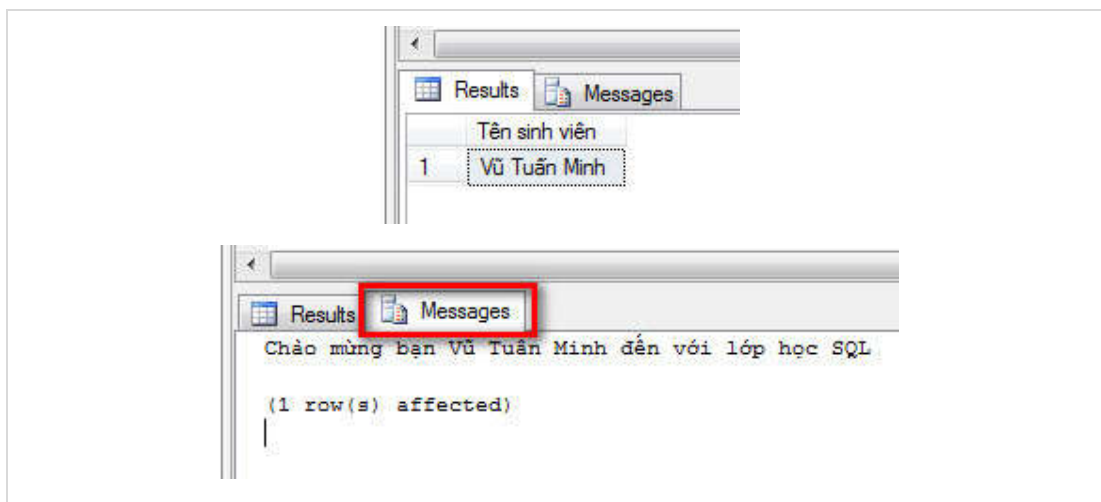 Results Messages
Tên sinh viên
1 Vũ Tuấn Minh
Results Messages
Chào mừng bạn Vũ Tuấn Minh đến với lớp học SQL
(1 row(s) affected)